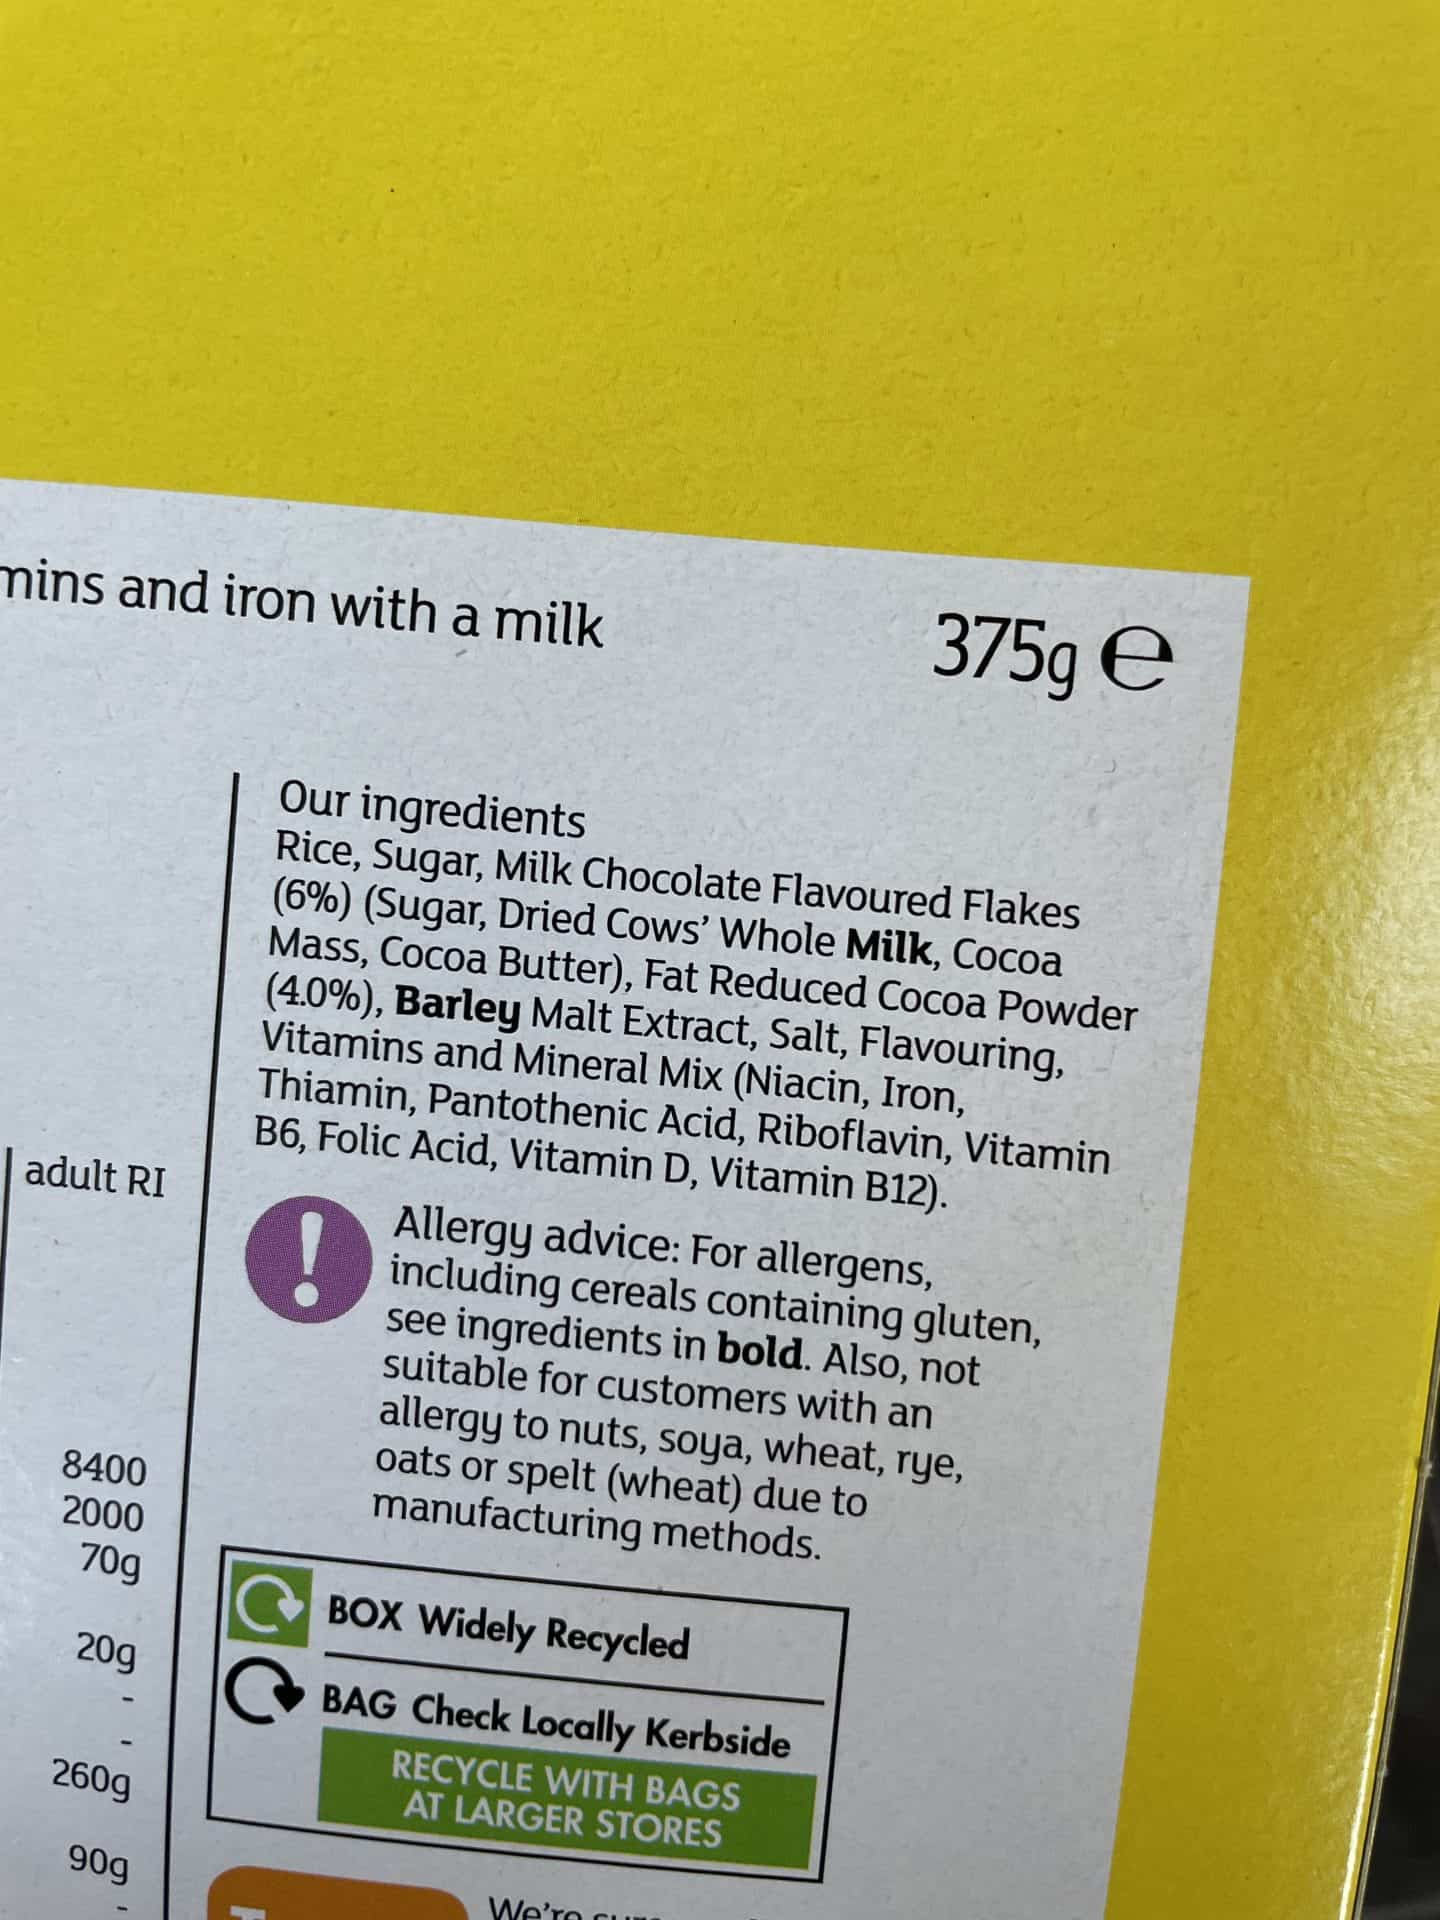 mins and iron with a milk
375g ℮
Our ingredients
Rice, Sugar, Milk Chocolate Flavoured Flakes
(6%) (Sugar, Dried Cows' Whole Milk, Cocoa
Mass, Cocoa Butter), Fat Reduced Cocoa Powder
(4.0%), Barley Malt Extract, Salt, Flavouring,
Vitamins and Mineral Mix (Niacin, Iron,
Thiamin, Pantothenic Acid, Riboflavin, Vitamin
B6, Folic Acid, Vitamin D, Vitamin B12).
Allergy advice: For allergens,
including cereals containing gluten,
see ingredients in bold. Also, not
suitable for customers with an
allergy to nuts, soya, wheat, rye,
oats or spelt (wheat) due to
manufacturing methods.
BOX Widely Recycled
BAG Check Locally Kerbside
RECYCLE WITH BAGS
AT LARGER STORES
We're
adult RI
8400
2000
70g
20g
-
-
260g
90g
-